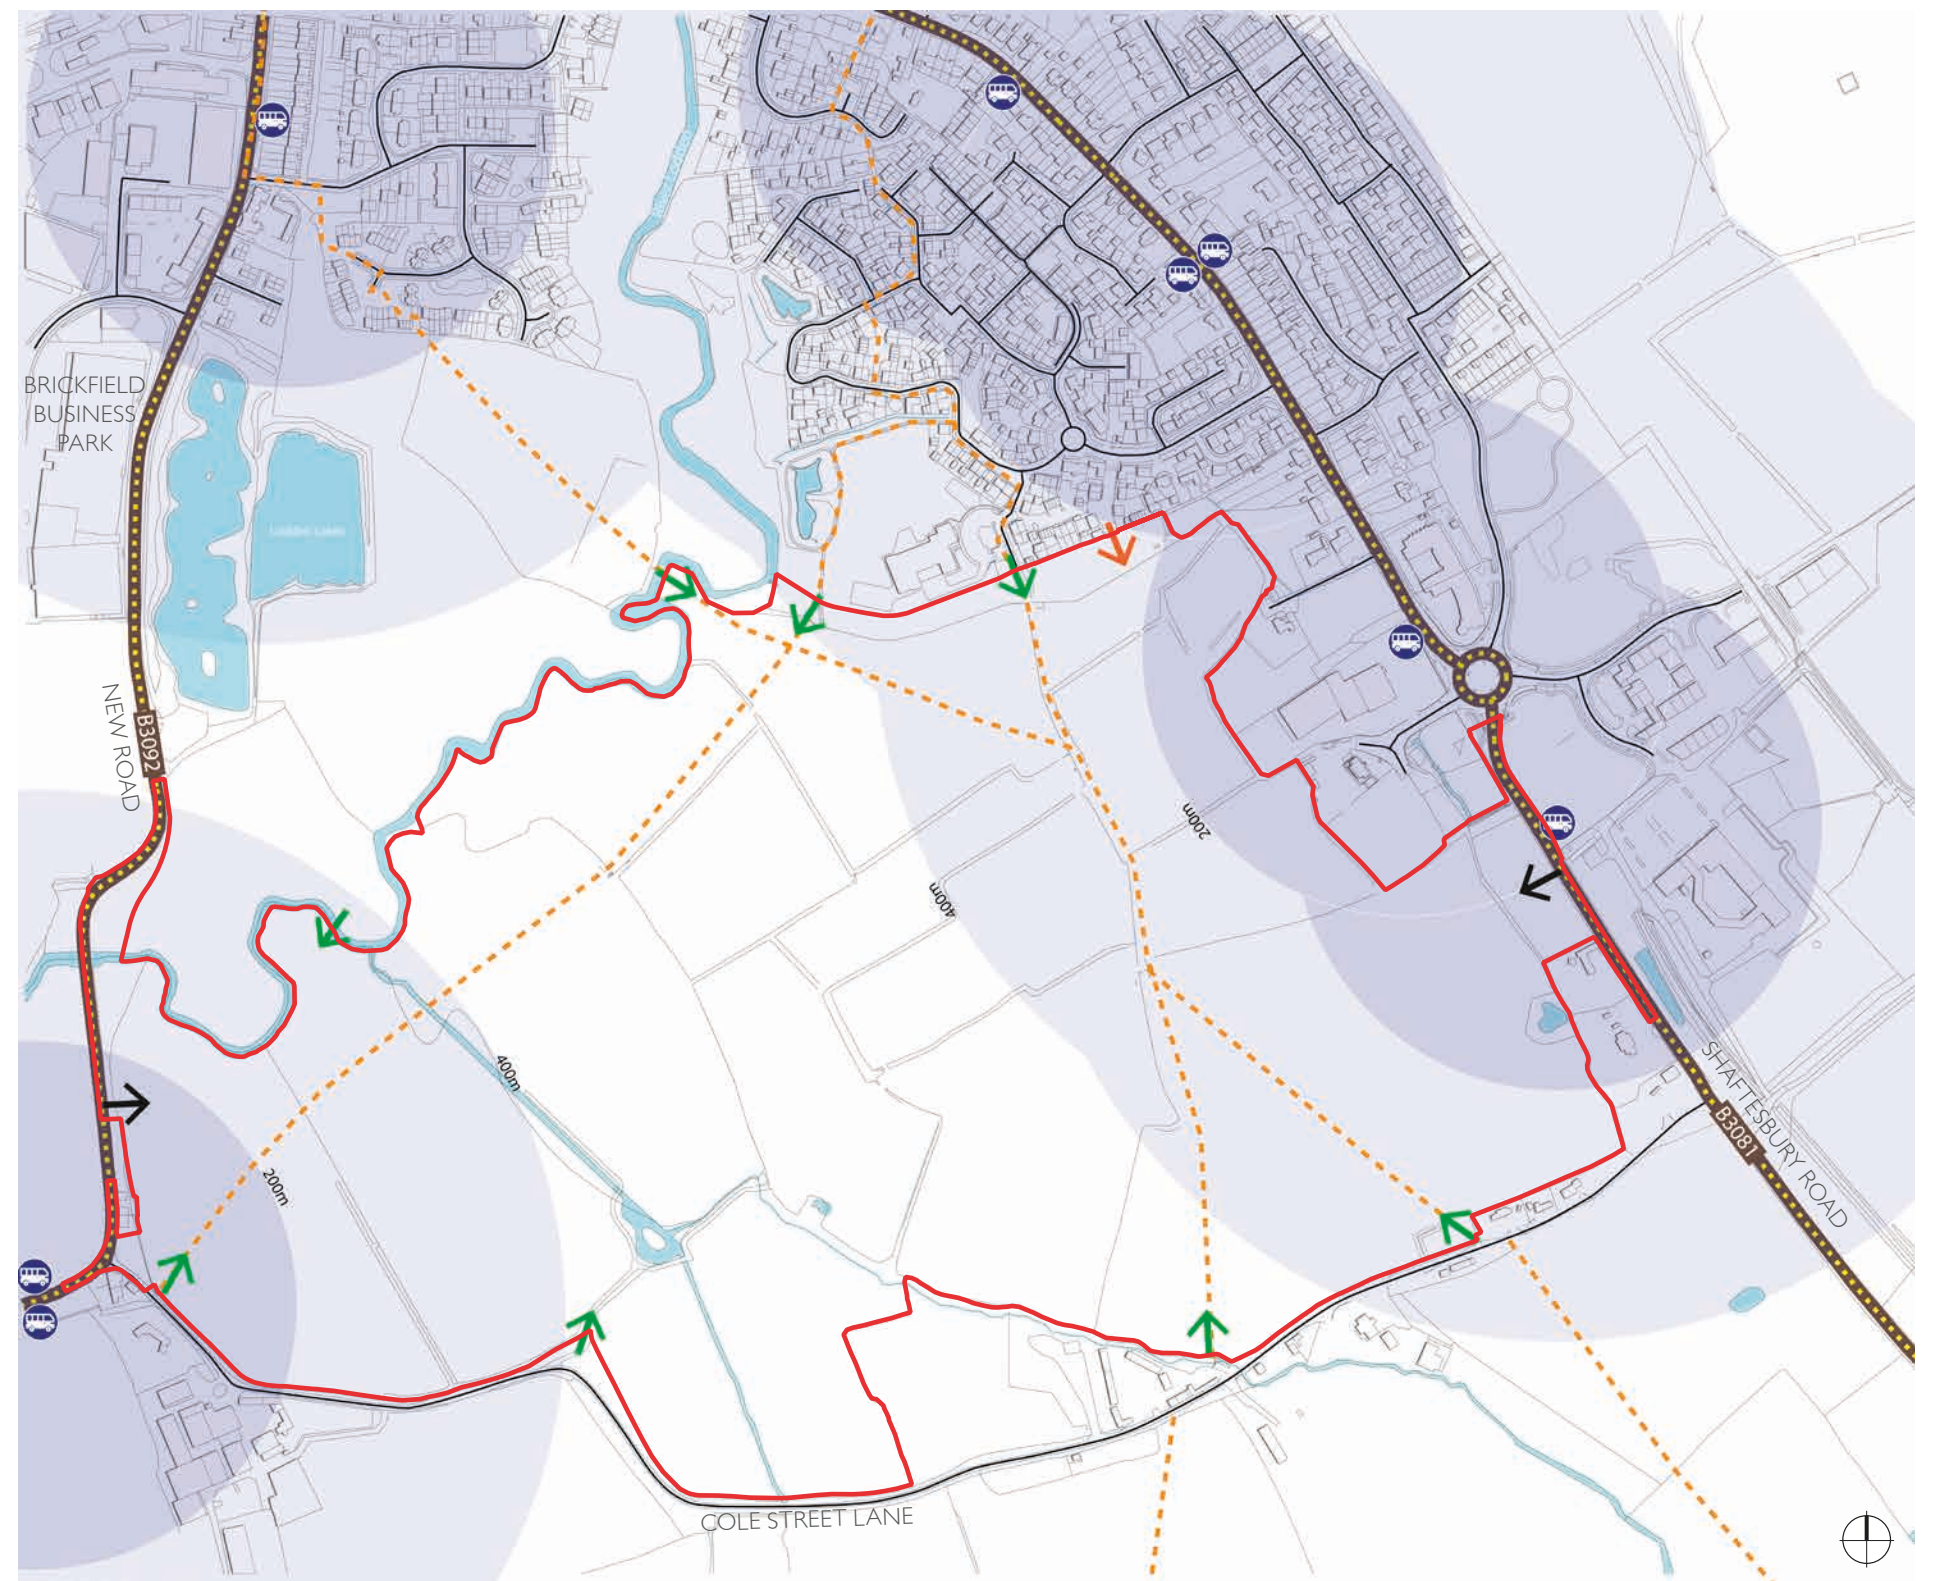 BRICKFIELD
BUSINESS
PARK
NEW ROAD
B3092
200m
400m
400m
200m
SHAFTESBURY ROAD
B3081
COLE STREET LANE